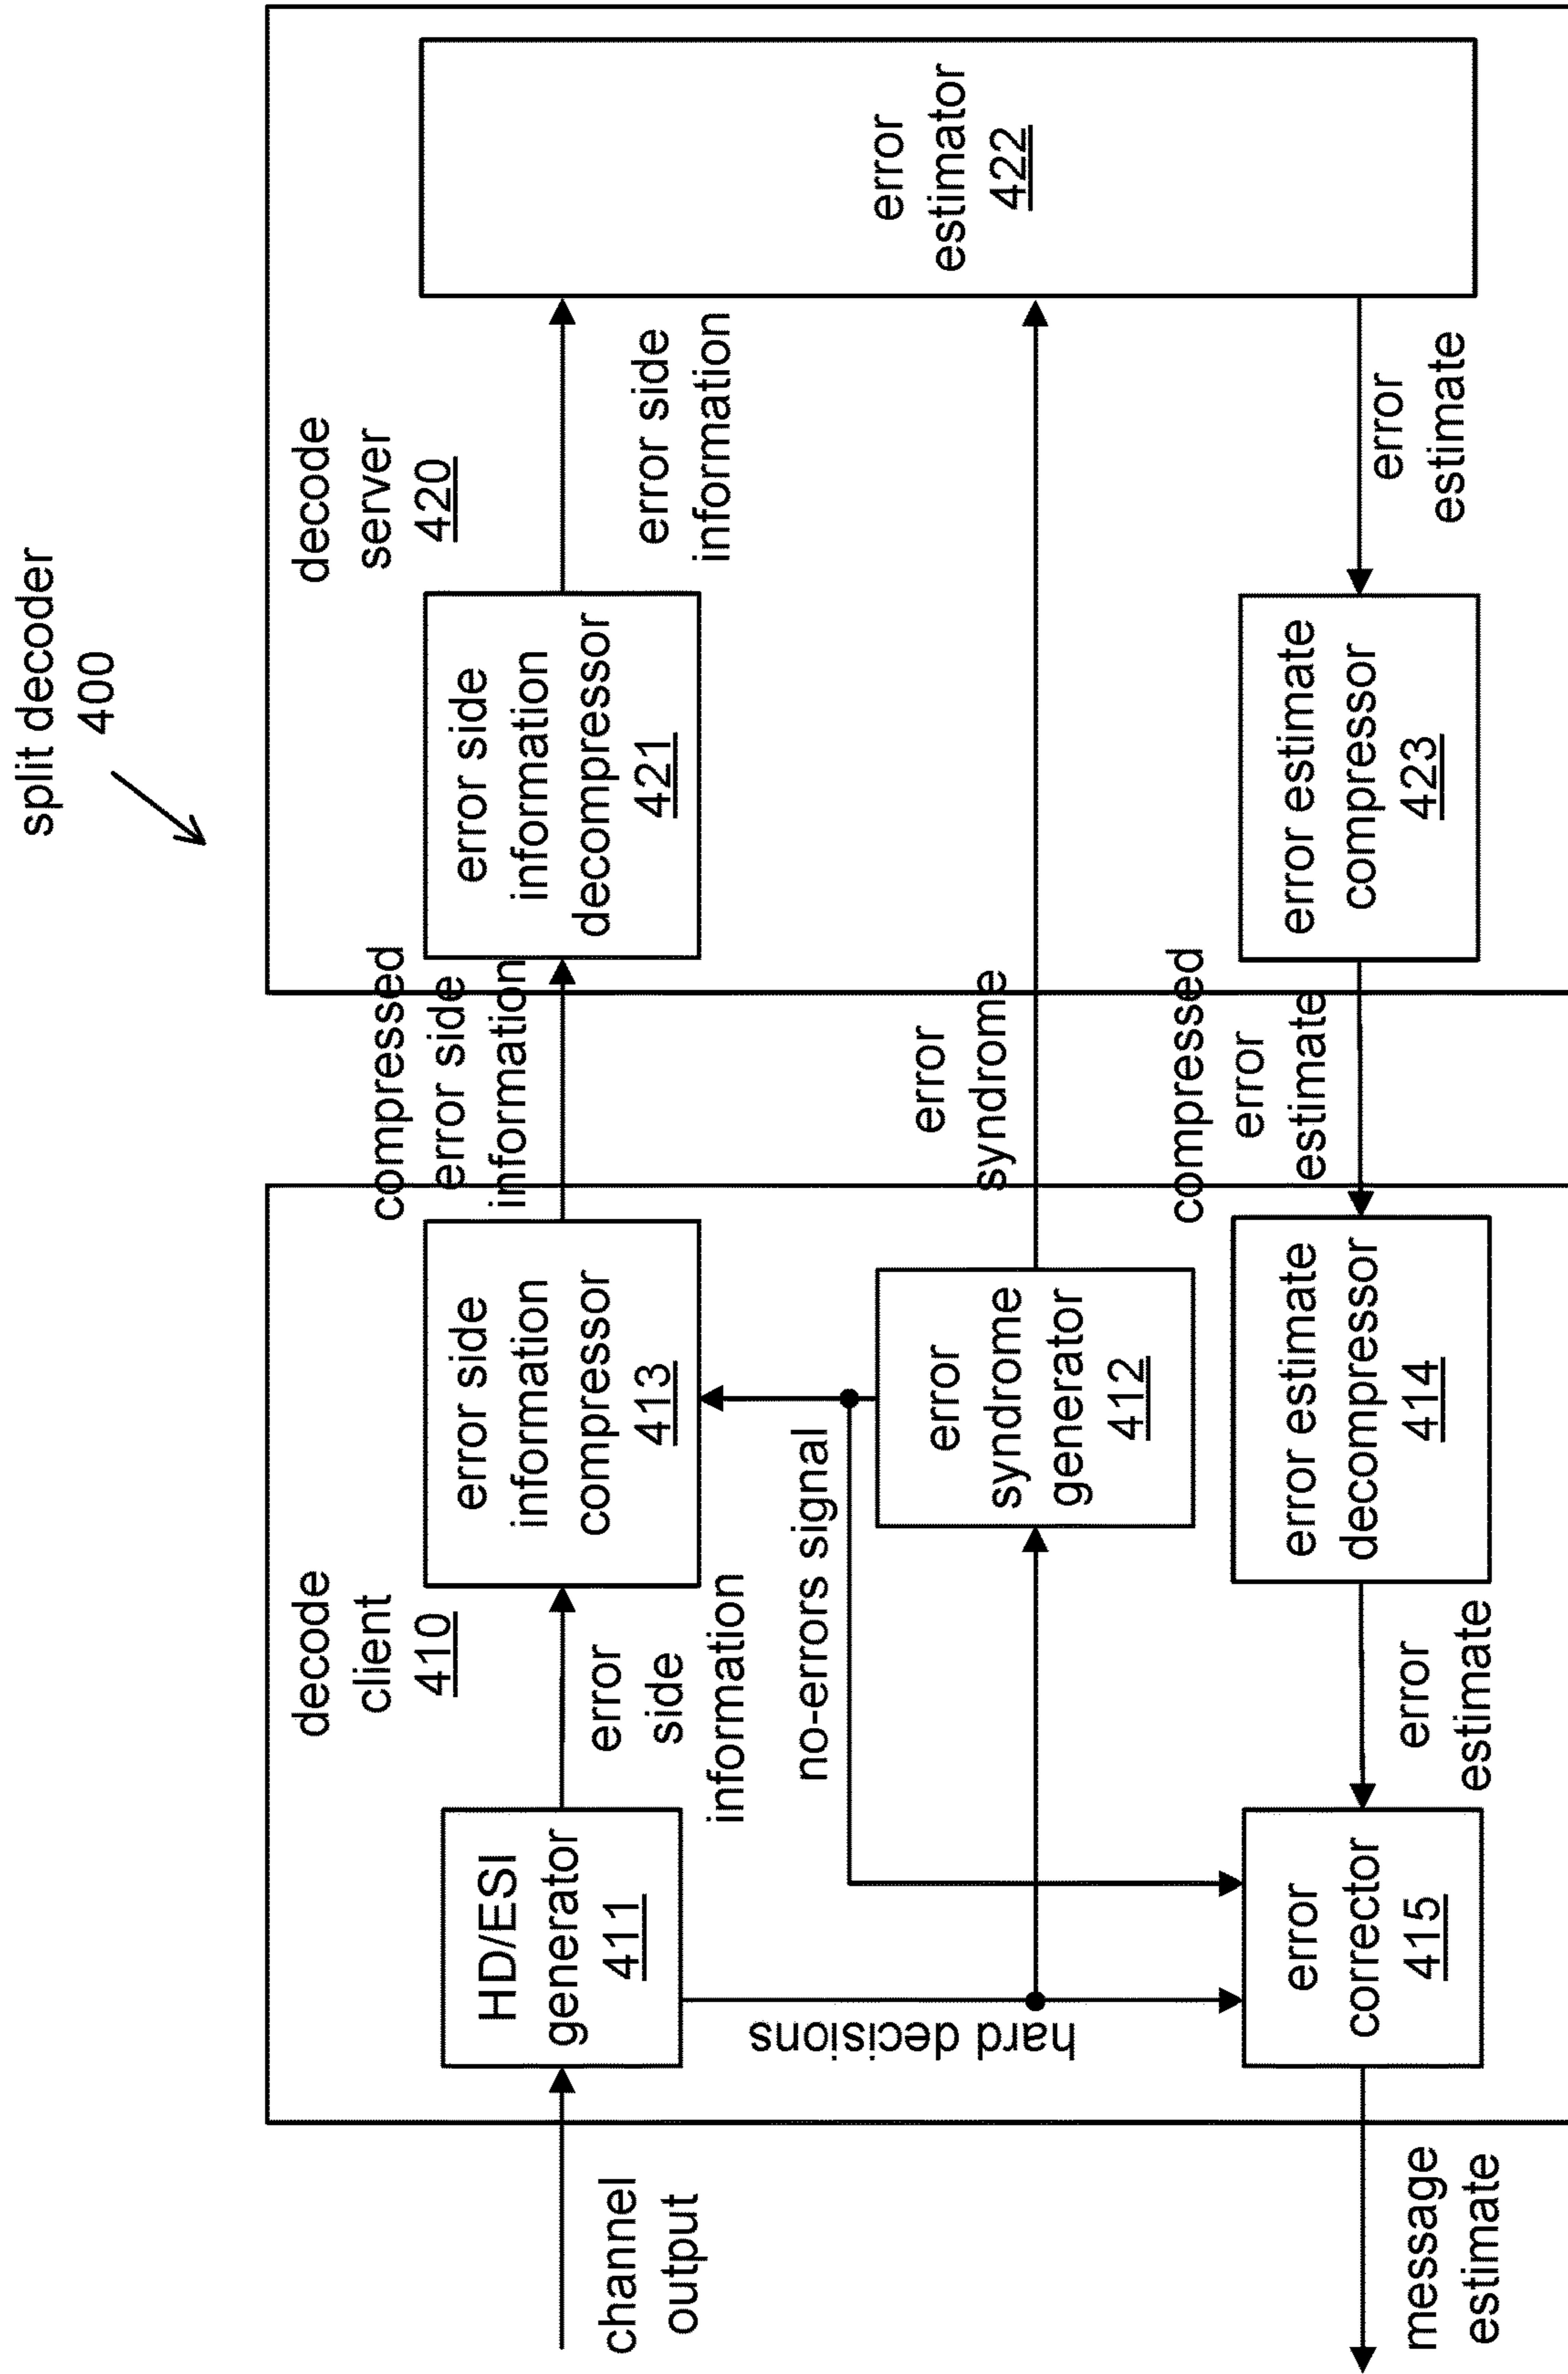 split decoder
400
decode
client
410
decode
server
420
channel
output
HD/ESI
generator
411
error
side
information
error side
information
compressor
413
compressed
error side
information
error side
information
decompressor
421
error side
information
error
estimator
422
no-errors signal
hard decisions
error
syndrome
generator
412
error
syndrome
message
estimate
error
corrector
415
error
estimate
error estimate
decompressor
414
compressed
error
estimate
error estimate
compressor
423
error
estimate